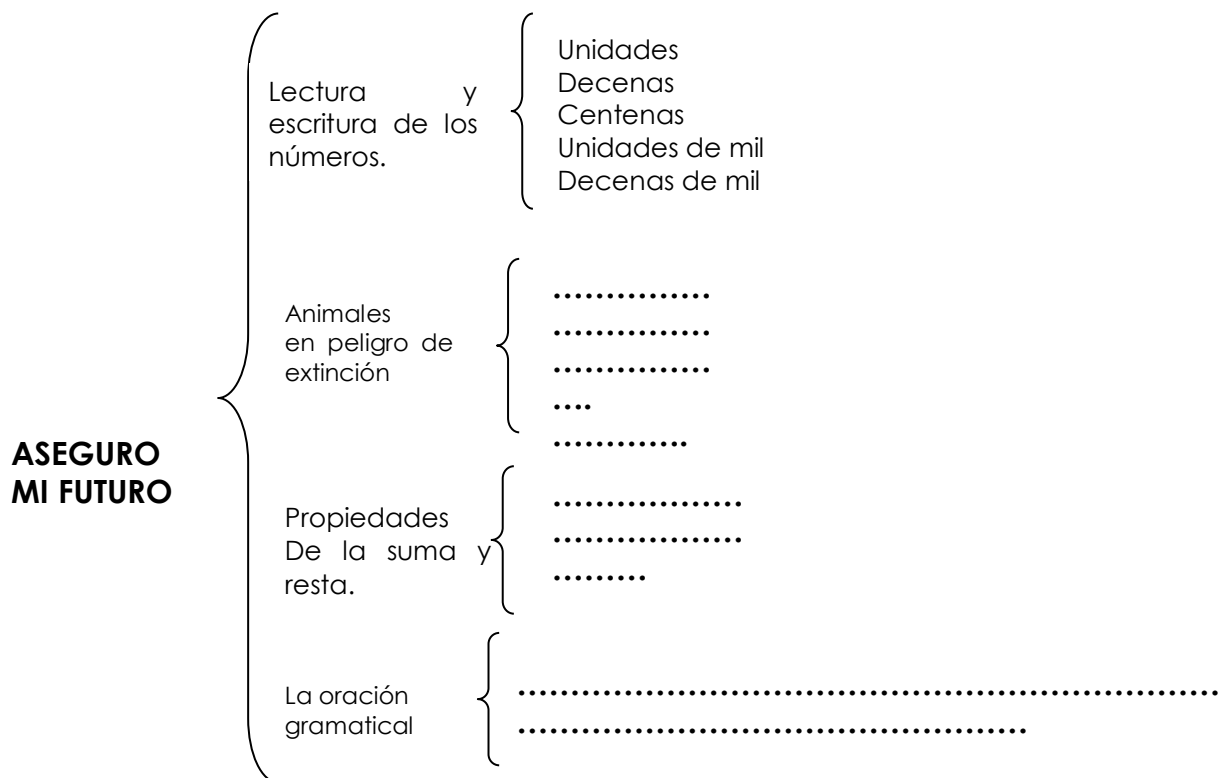 ASEGURO
MI FUTURO
Lectura y
escritura de los
números.
Unidades
Decenas
Centenas
Unidades de mil
Decenas de mil
Animales
en peligro de
extinción
……………
……………
……………
….
………….
Propiedades
De la suma y
resta.
………………
………………
………
La oración
gramatical
…………………………………………………………
…………………………………………